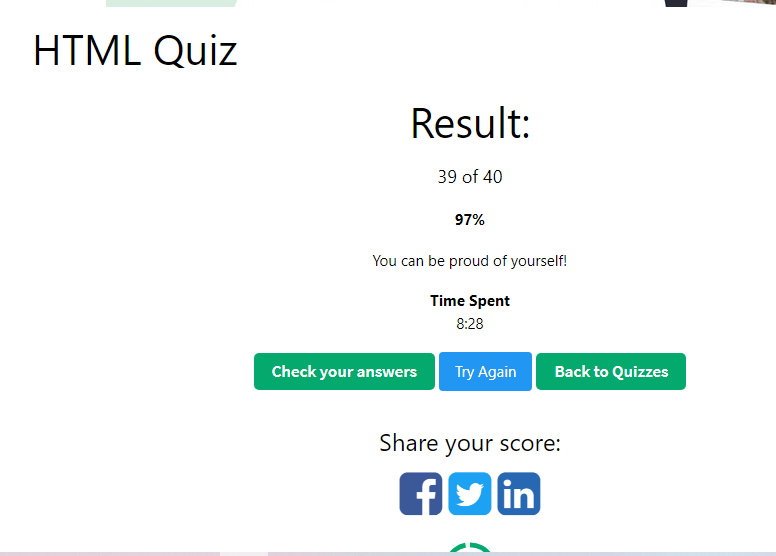 HTML Quiz
Result:
39 of 40
97%
You can be proud of yourself!
Time Spent
8:28
Check your answers
Try Again
Back to Quizzes
Share your score:
f
in